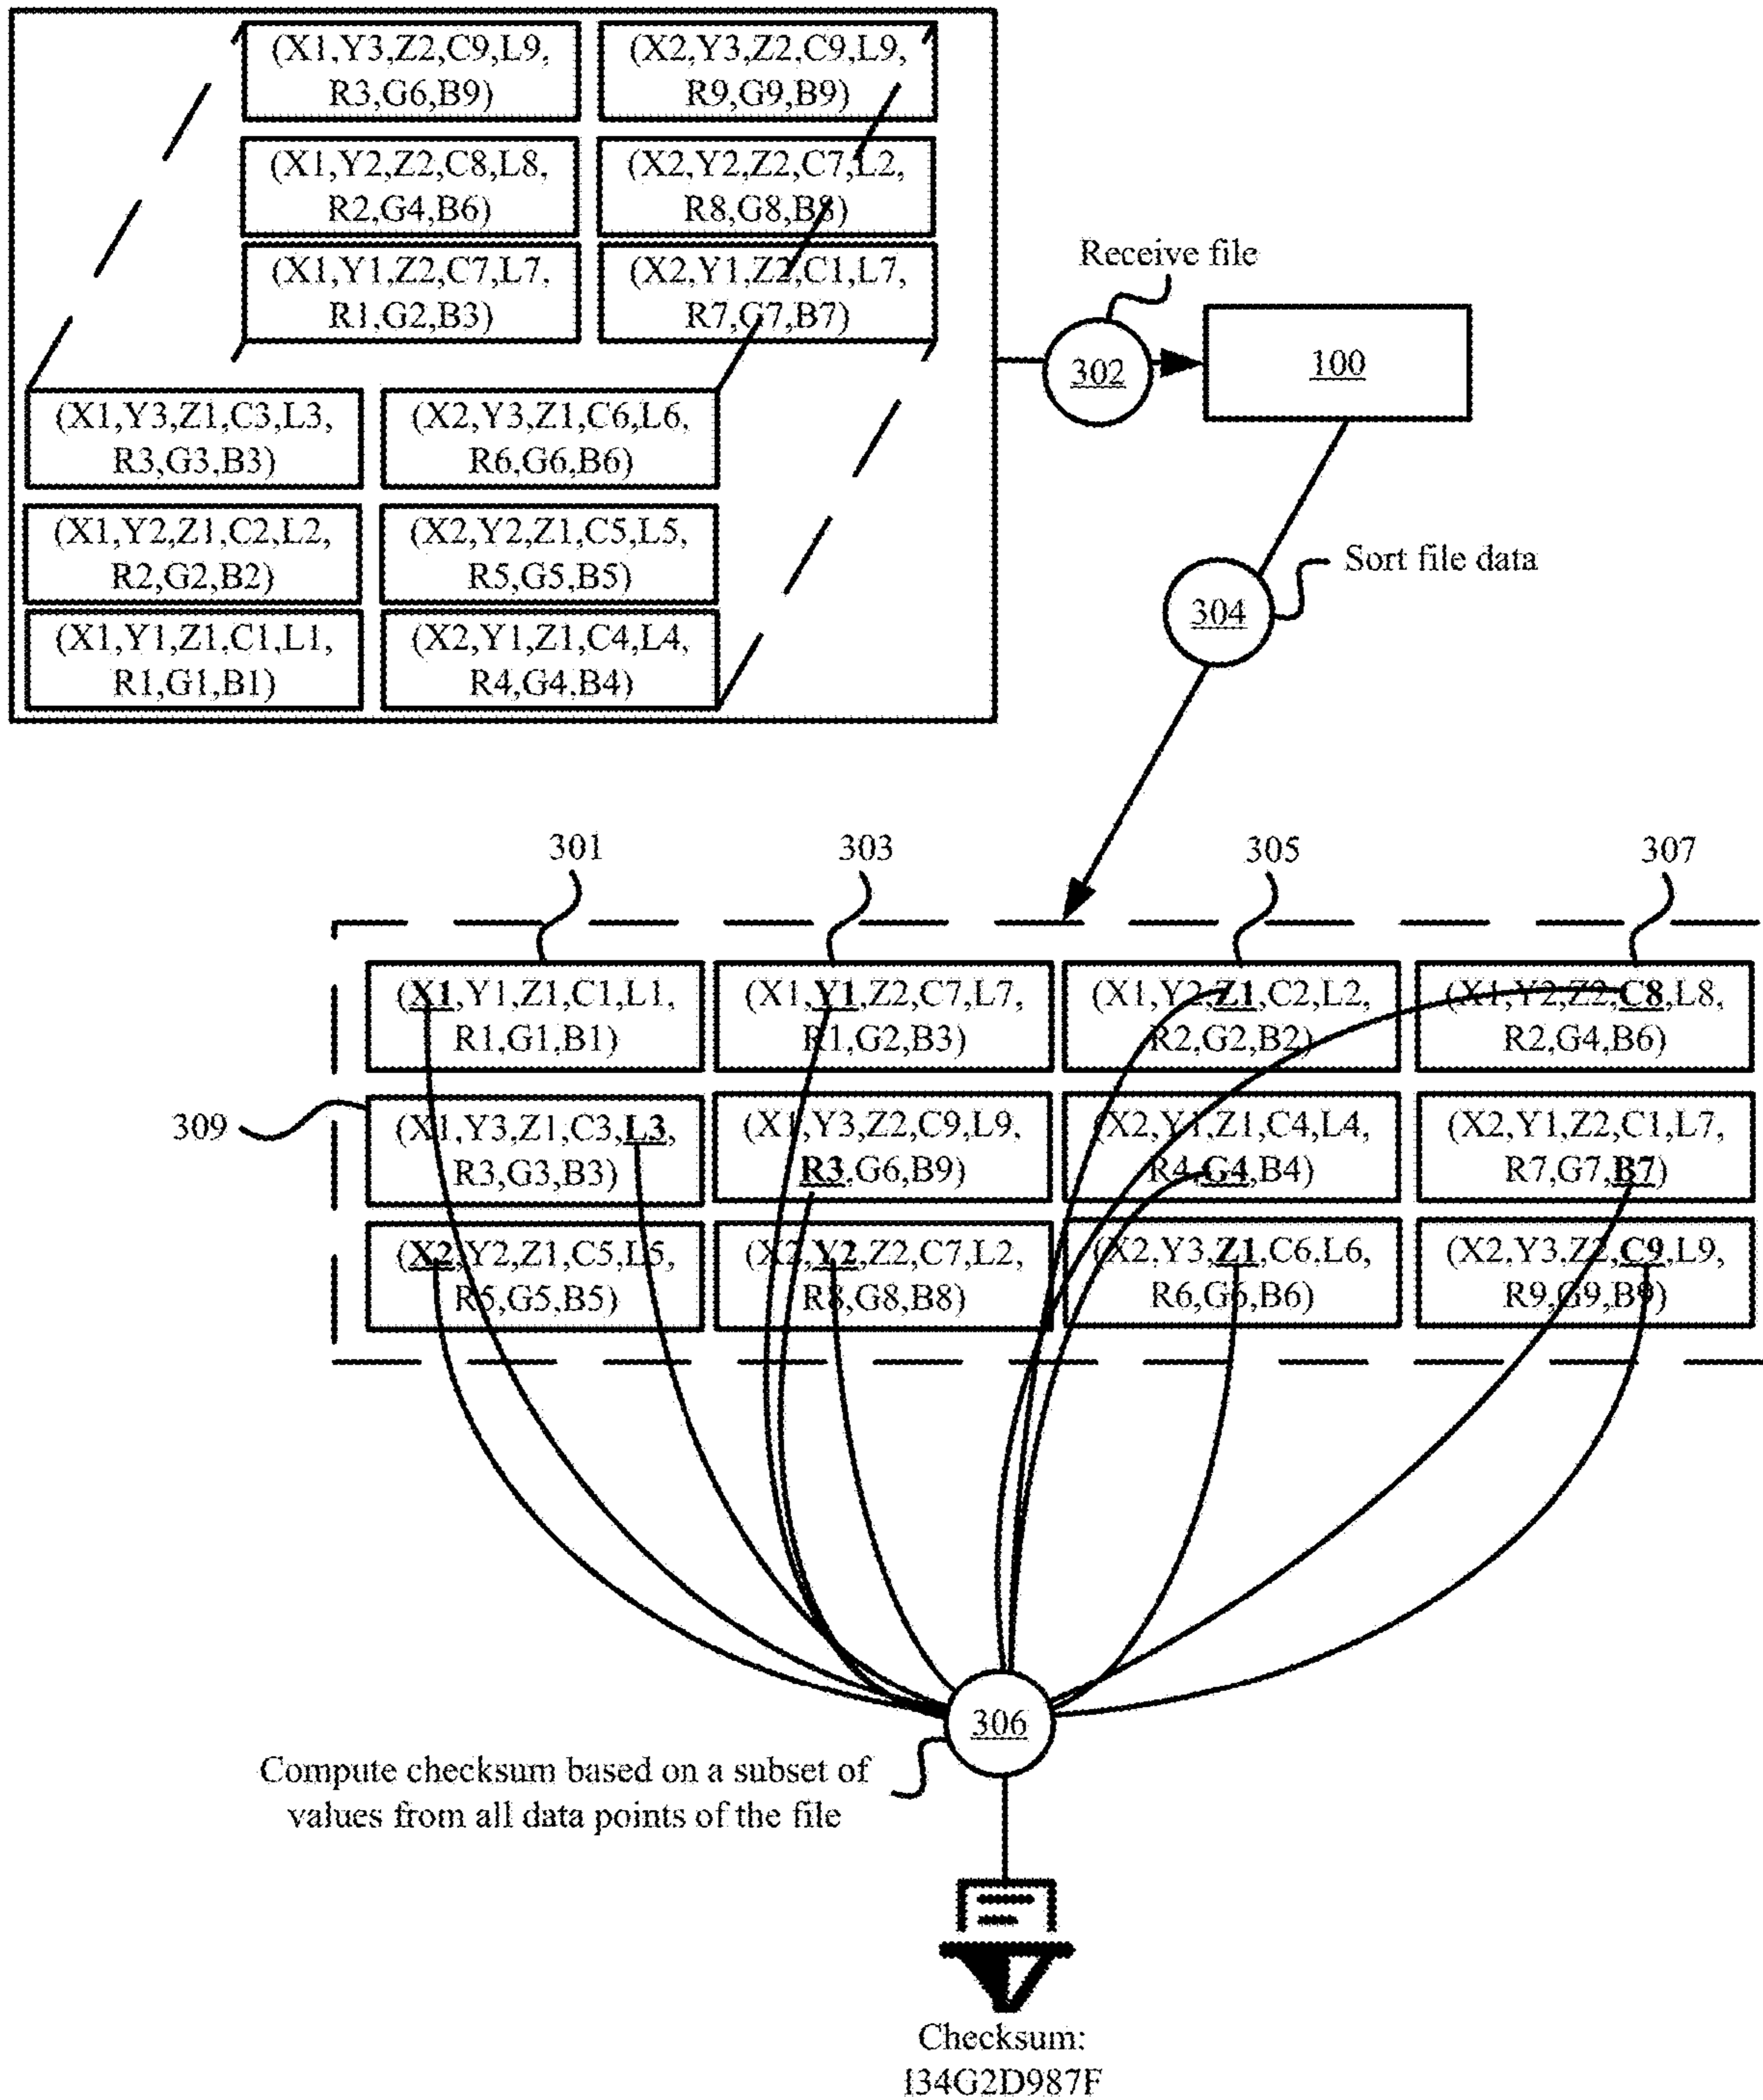 (X1,Y3,Z2,C9,L9,
R3,G6,B9)
(X2,Y3,Z2,C9,L9,
R9,G9,B9)
(X1,Y2,Z2,C8,L8,
R2,G4,B6)
(X2,Y2,Z2,C7,L2,
R8,G8,B8)
(X1,Y1,Z2,C7,L7,
R1,G2,B3)
(X2,Y1,Z2,C1,L7,
R7,G7,B7)
Receive file
302
100
(X1,Y3,Z1,C3,L3,
R3,G3,B3)
(X2,Y3,Z1,C6,L6,
R6,G6,B6)
(X1,Y2,Z1,C2,L2,
R2,G2,B2)
(X2,Y2,Z1,C5,L5,
R5,G5,B5)
(X1,Y1,Z1,C1,L1,
R1,G1,B1)
(X2,Y1,Z1,C4,L4,
R4,G4,B4)
Sort file data
304
301
303
305
307
(X1,Y1,Z1,C1,L1,
R1,G1,B1)
(X1,Y1,Z2,C7,L7,
R1,G2,B3)
(X1,Y2,Z1,C2,L2,
R2,G2,B2)
(X1,Y2,Z2,C8,L8,
R2,G4,B6)
309
(X1,Y3,Z1,C3,L3,
R3,G3,B3)
(X1,Y3,Z2,C9,L9,
R3,G6,B9)
(X2,Y1,Z1,C4,L4,
R4,G4,B4)
(X2,Y1,Z2,C1,L7,
R7,G7,B7)
(X2,Y2,Z1,C5,L5,
R5,G5,B5)
(X2,Y2,Z2,C7,L2,
R8,G8,B8)
(X2,Y3,Z1,C6,L6,
R6,G6,B6)
(X2,Y3,Z2,C9,L9,
R9,G9,B9)
306
Compute checksum based on a subset of
values from all data points of the file
Checksum:
134G2D987F